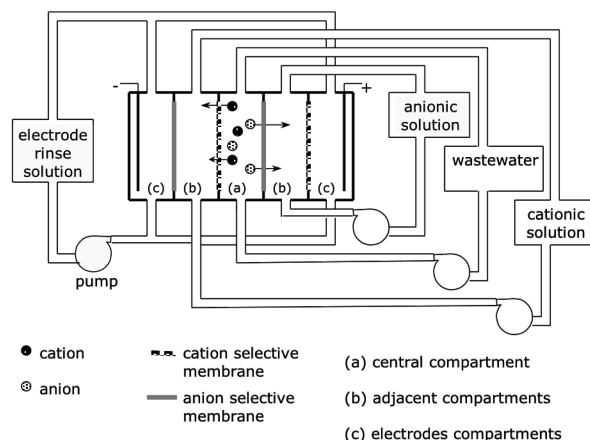 -
+
electrode
rinse
solution
anionic
solution
wastewater
cationic
solution
(c) (b) (a) (b) (c)
pump
cation
anion
cation selective
membrane
anion selective
membrane
(a) central compartment
(b) adjacent compartments
(c) electrodes compartments